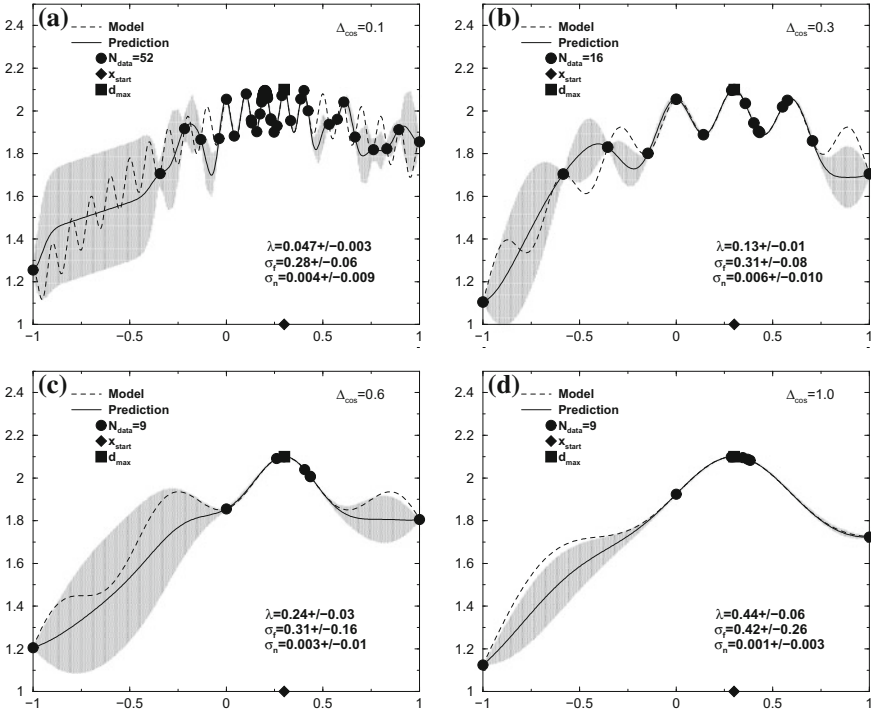 (a)
Model
Prediction
N_data=52
x_start
d_max
Δ_cos=0.1
2.4
2.2
2
1.8
1.6
1.4
1.2
1
λ=0.047+/−0.003
σ_f=0.28+/−0.06
σ_n=0.004+/−0.009
−1 −0.5 0 0.5 1
(b)
Model
Prediction
N_data=16
x_start
d_max
Δ_cos=0.3
2.4
2.2
2
1.8
1.6
1.4
1.2
1
λ=0.13+/−0.01
σ_f=0.31+/−0.08
σ_n=0.006+/−0.010
−1 −0.5 0 0.5 1
(c)
Model
Prediction
N_data=9
x_start
d_max
Δ_cos=0.6
2.4
2.2
2
1.8
1.6
1.4
1.2
1
λ=0.24+/−0.03
σ_f=0.31+/−0.16
σ_n=0.003+/−0.01
−1 −0.5 0 0.5 1
(d)
Model
Prediction
N_data=9
x_start
d_max
Δ_cos=1.0
2.4
2.2
2
1.8
1.6
1.4
1.2
1
λ=0.44+/−0.06
σ_f=0.42+/−0.26
σ_n=0.001+/−0.003
−1 −0.5 0 0.5 1